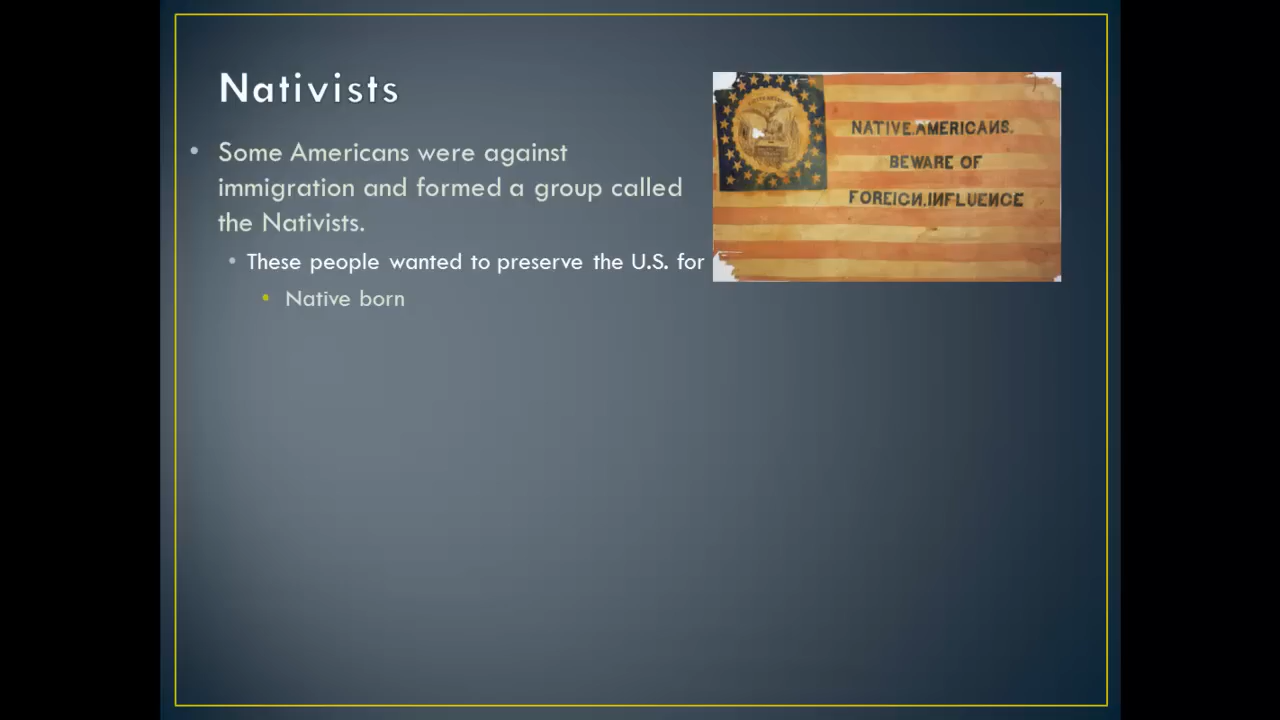 Nativists
• Some Americans were against
immigration and formed a group called
the Nativists.
• These people wanted to preserve the U.S. for
• Native born
NATIVE AMERICANS.
BEWARE OF
FOREIGN INFLUENCE